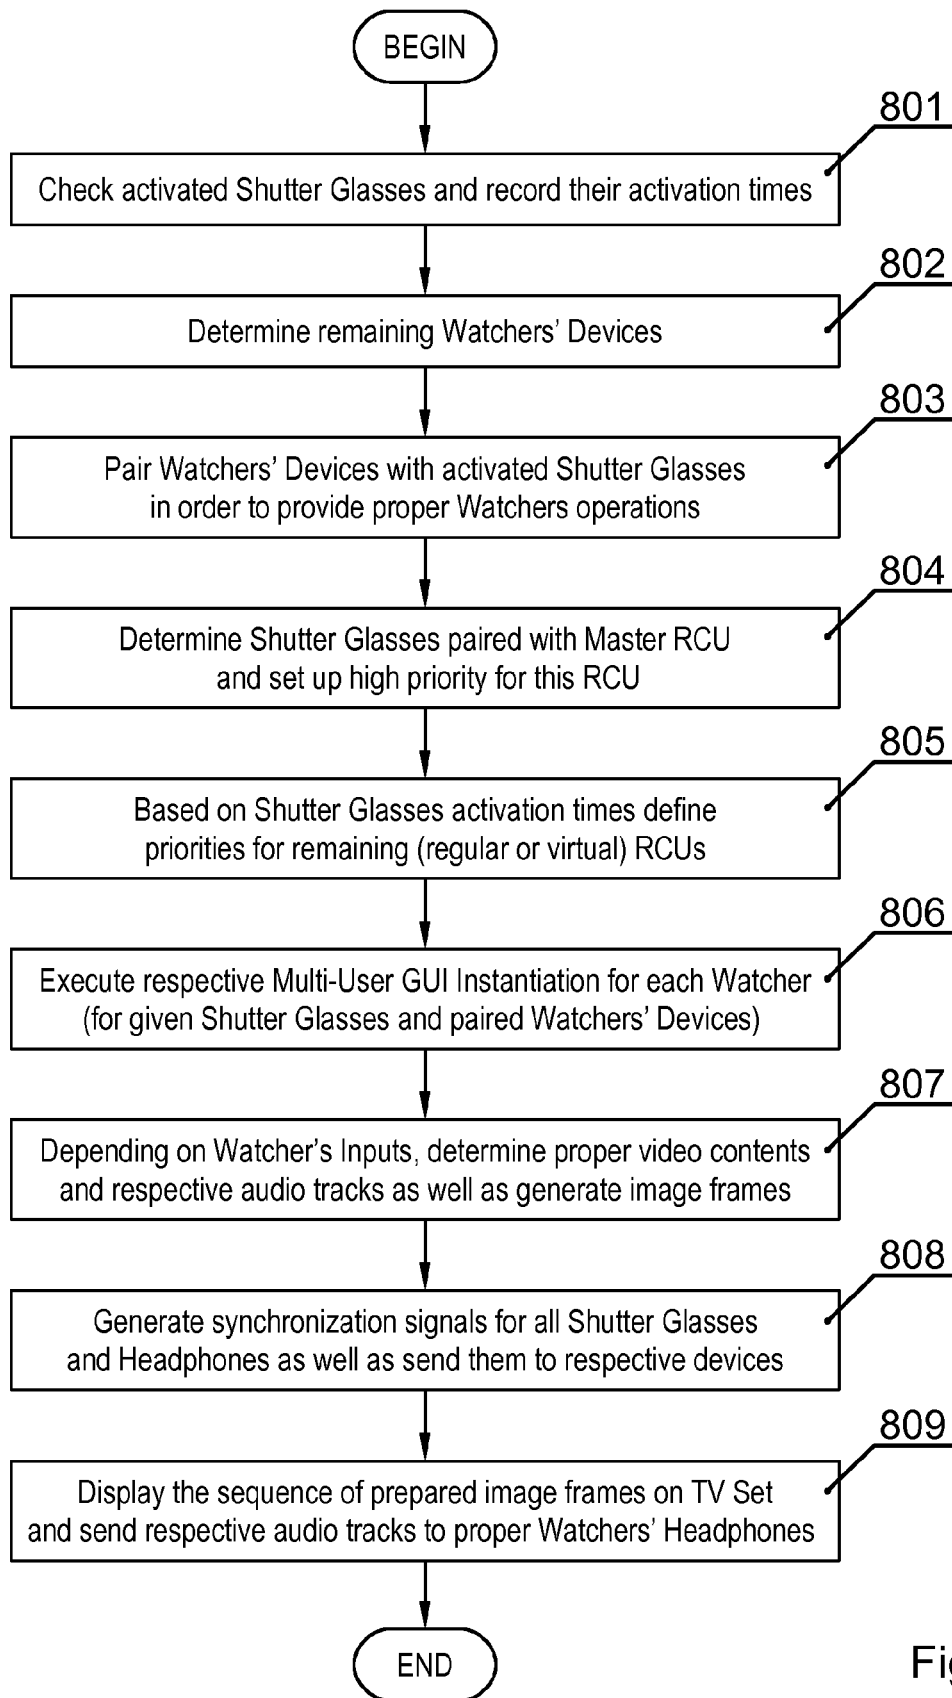 BEGIN
801
Check activated Shutter Glasses and record their activation times
802
Determine remaining Watchers’ Devices
803
Pair Watchers’ Devices with activated Shutter Glasses
in order to provide proper Watchers operations
804
Determine Shutter Glasses paired with Master RCU
and set up high priority for this RCU
805
Based on Shutter Glasses activation times define
priorities for remaining (regular or virtual) RCUs
806
Execute respective Multi-User GUI Instantiation for each Watcher
(for given Shutter Glasses and paired Watchers’ Devices)
807
Depending on Watcher’s Inputs, determine proper video contents
and respective audio tracks as well as generate image frames
808
Generate synchronization signals for all Shutter Glasses
and Headphones as well as send them to respective devices
809
Display the sequence of prepared image frames on TV Set
and send respective audio tracks to proper Watchers’ Headphones
END